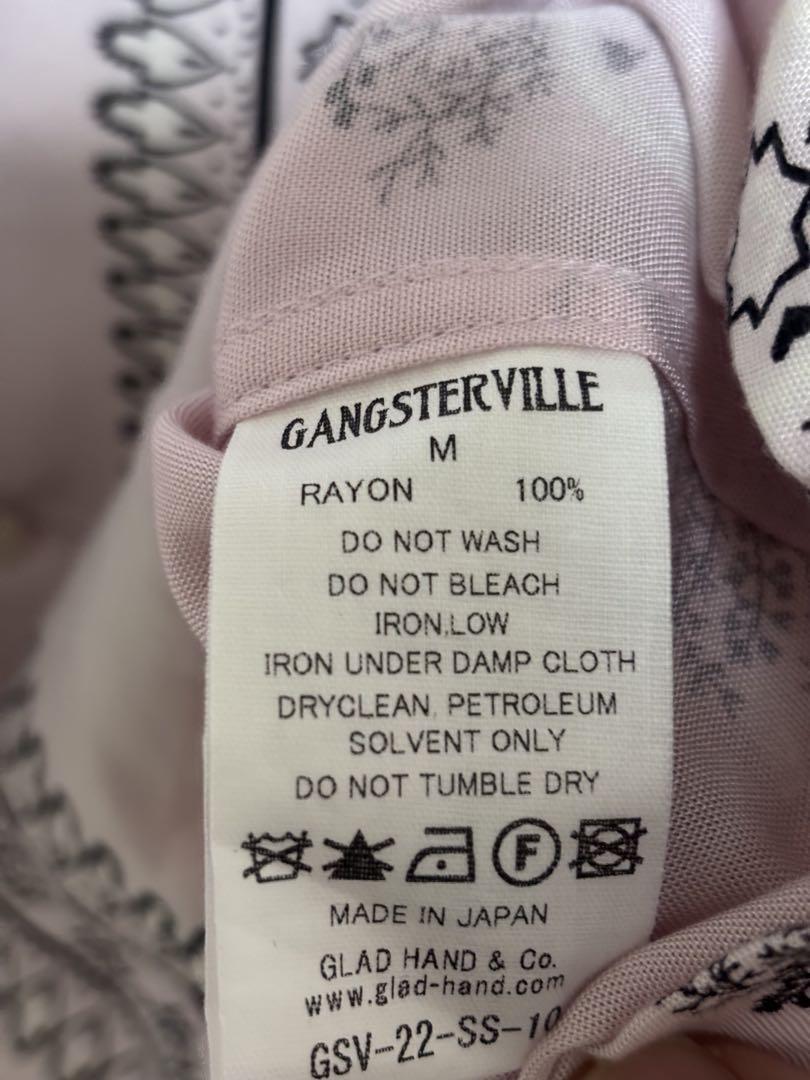 GANGSTERVILLE
M
RAYON 100%
DO NOT WASH
DO NOT BLEACH
IRON,LOW
IRON UNDER DAMP CLOTH
DRYCLEAN, PETROLEUM
SOLVENT ONLY
DO NOT TUMBLE DRY
F
MADE IN JAPAN
GLAD HAND & Co.
www.glad-hand.com
GSV-22-SS-10